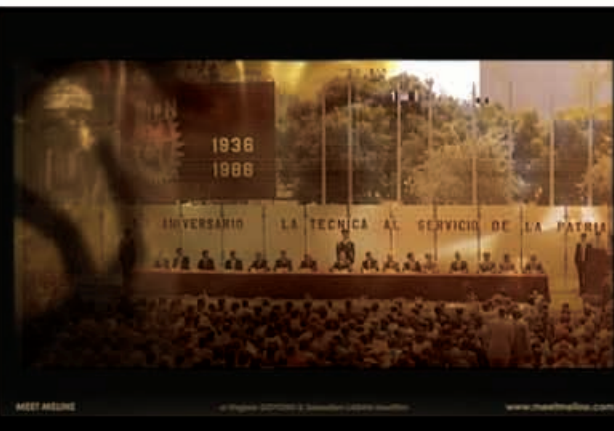 1936
1986
ANIVERSARIO LA TECNICA AL SERVICIO DE LA PATRIA
MEET MELINE
www.meetmeline.com